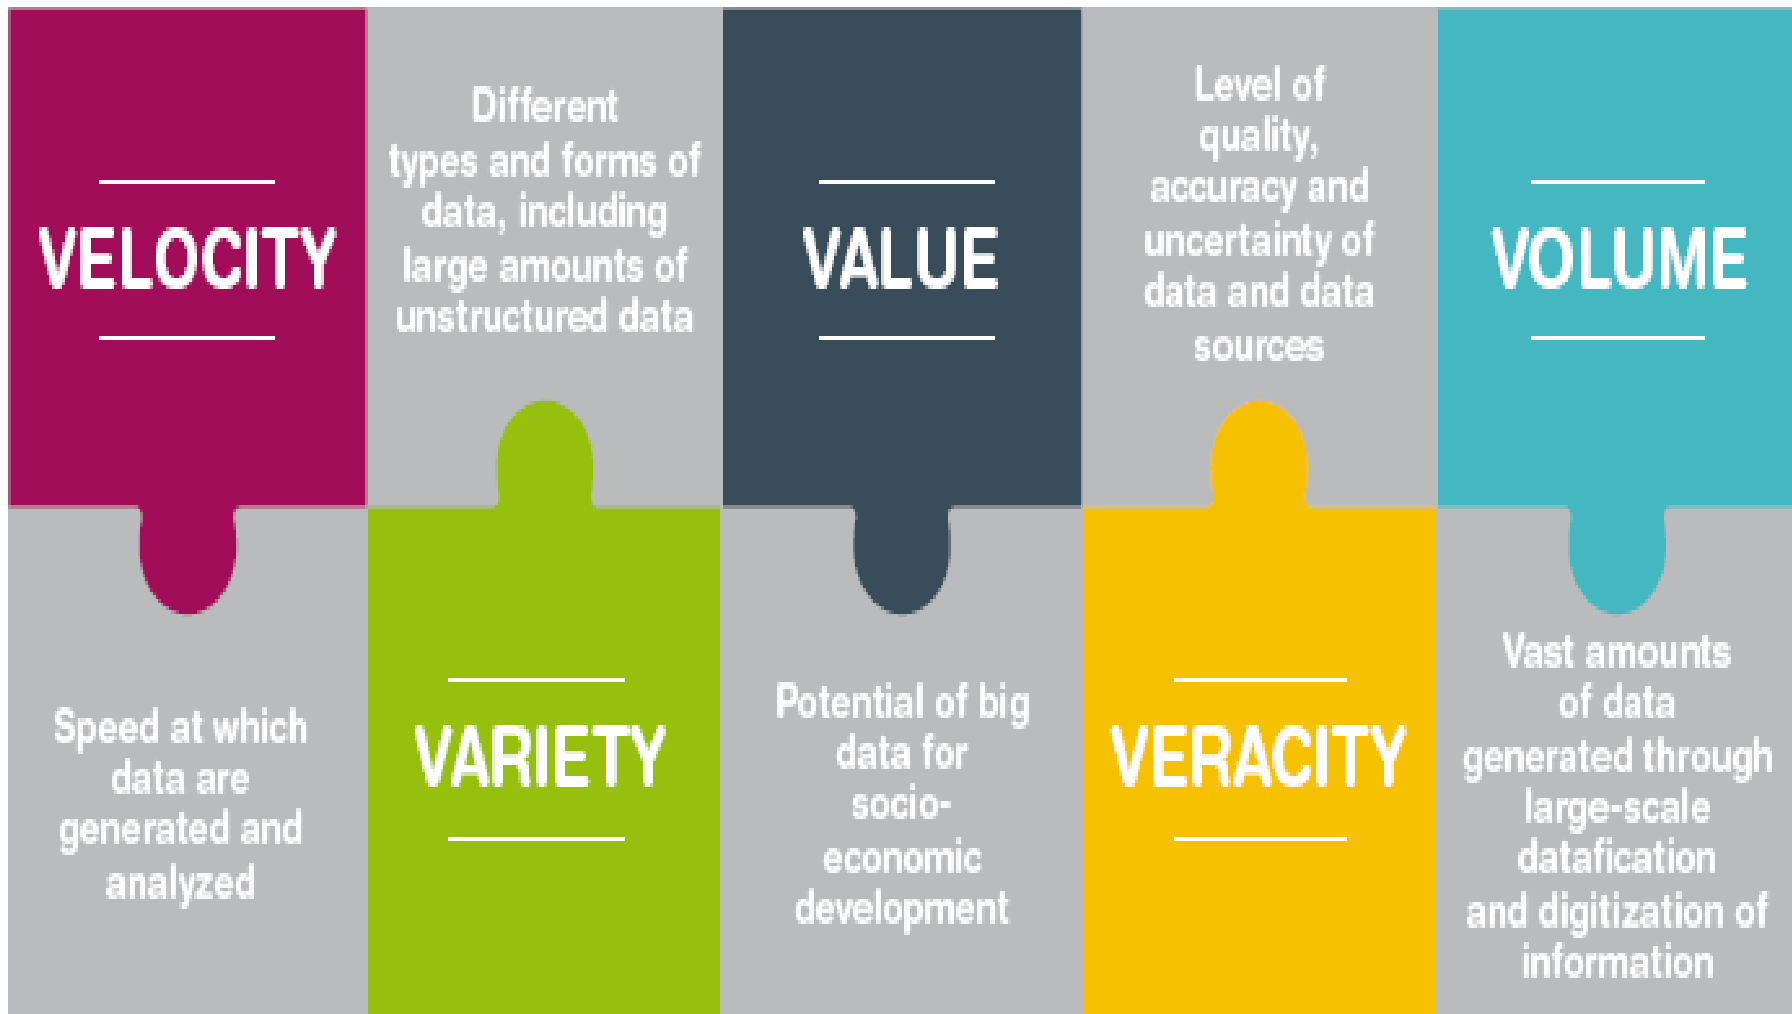 VELOCITY
Speed at which
data are
generated and
analyzed
Different
types and forms of
data, including
large amounts of
unstructured data
VARIETY
VALUE
Potential of big
data for
socio-
economic
development
Level of
quality,
accuracy and
uncertainty of
data and data
sources
VERACITY
VOLUME
Vast amounts
of data
generated through
large-scale
datafication
and digitization of
information